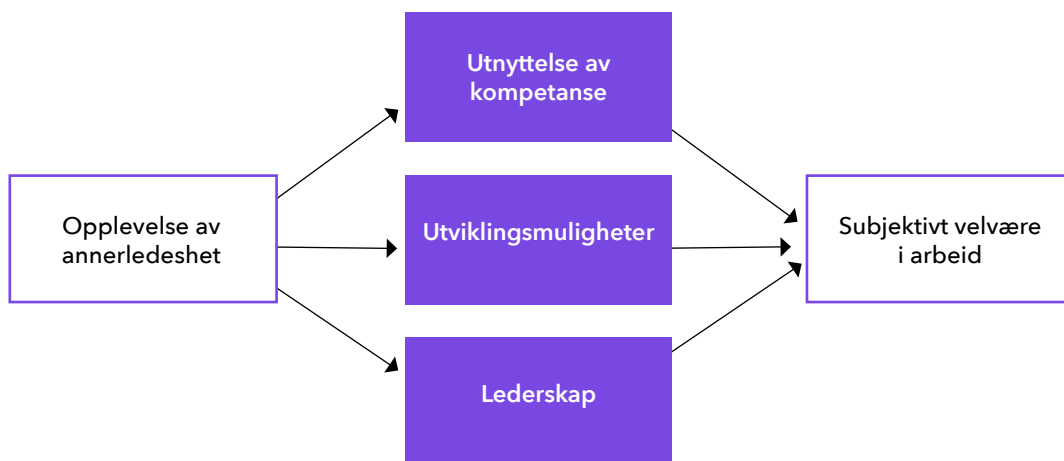 Utnyttelse av
kompetanse
Opplevelse av
annerledeshet
Utviklingsmuligheter
Subjektivt velvære
i arbeid
Lederskap